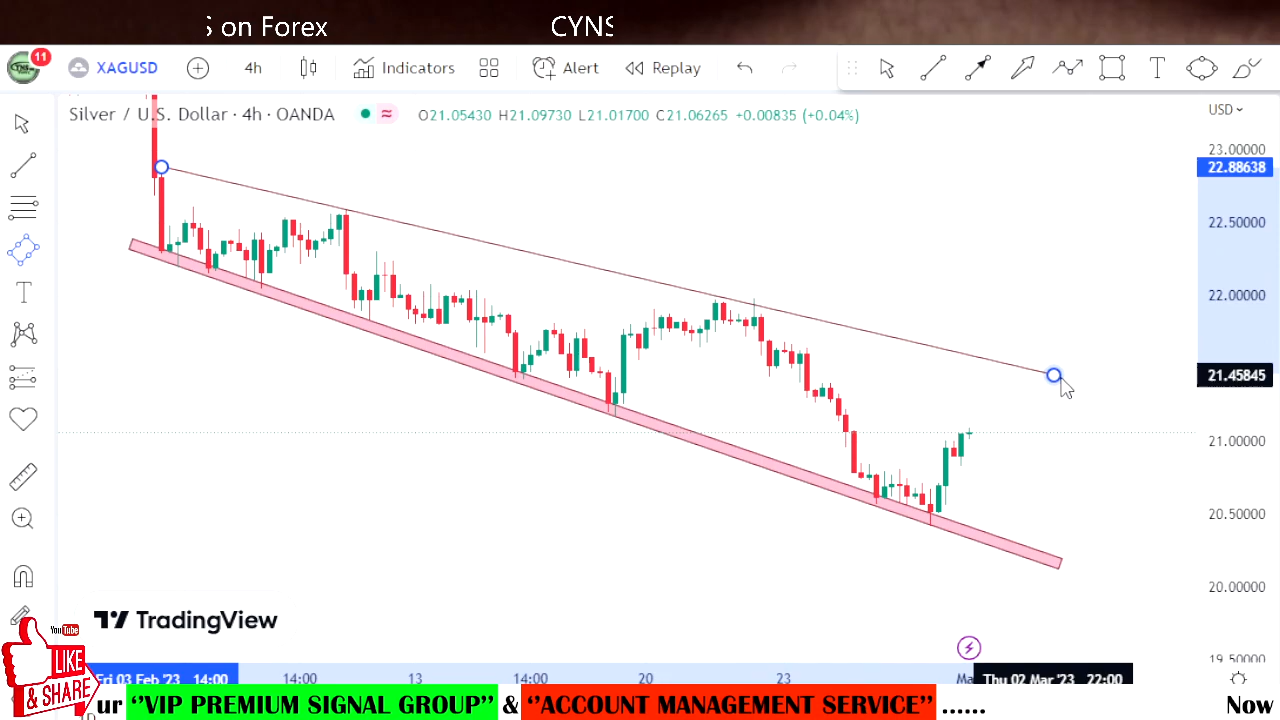 S on Forex CYNS
11 XAGUSD 4h Indicators Alert Replay
Silver / U.S. Dollar · 4h · OANDA O21.05430 H21.09730 L21.01700 C21.06265 +0.00835 (+0.04%) USD
23.00000
22.88638
22.50000
22.00000
21.45845
21.00000
20.50000
20.00000
TradingView
19.50000
YouTube
LIKE
& SHARE
Fri 03 Feb '23 14:00 14:00 13 14:00 20 23 Ma Thu 02 Mar '23 22:00
ur ‘‘VIP PREMIUM SIGNAL GROUP’’ & ‘‘ACCOUNT MANAGEMENT SERVICE’’ ...... Now